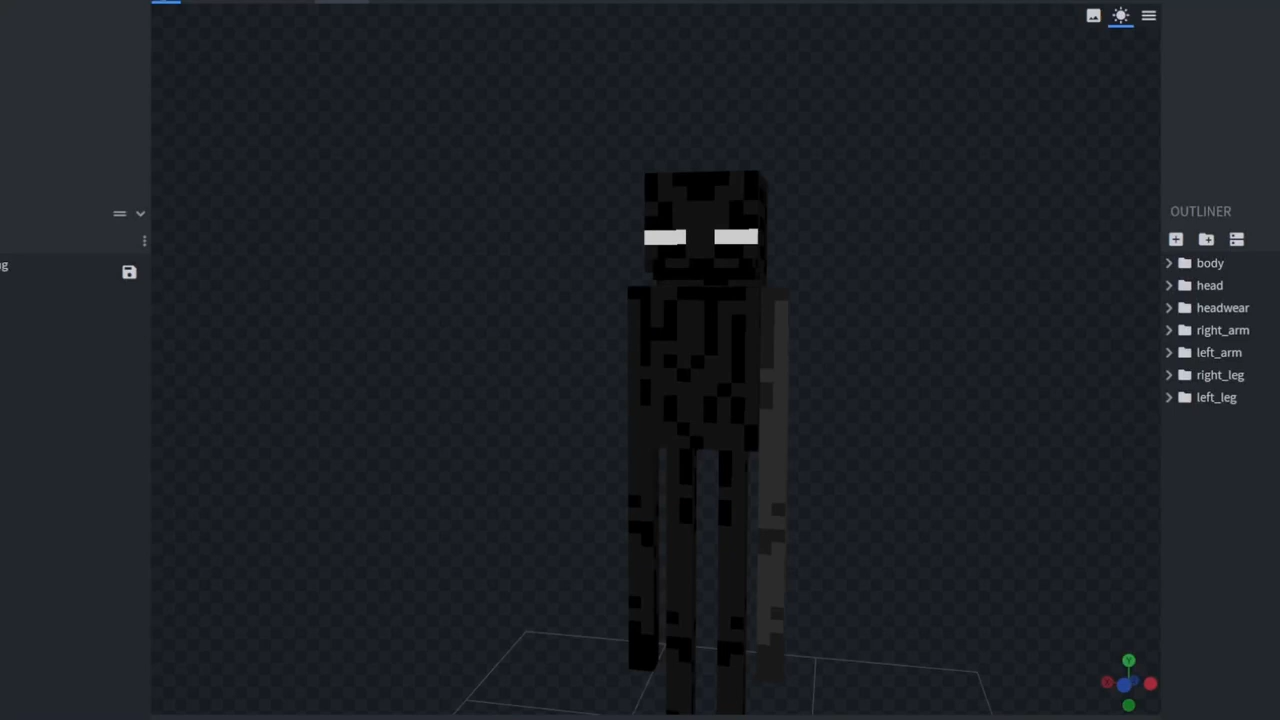 g
OUTLINER
body
head
headwear
right_arm
left_arm
right_leg
left_leg
Y